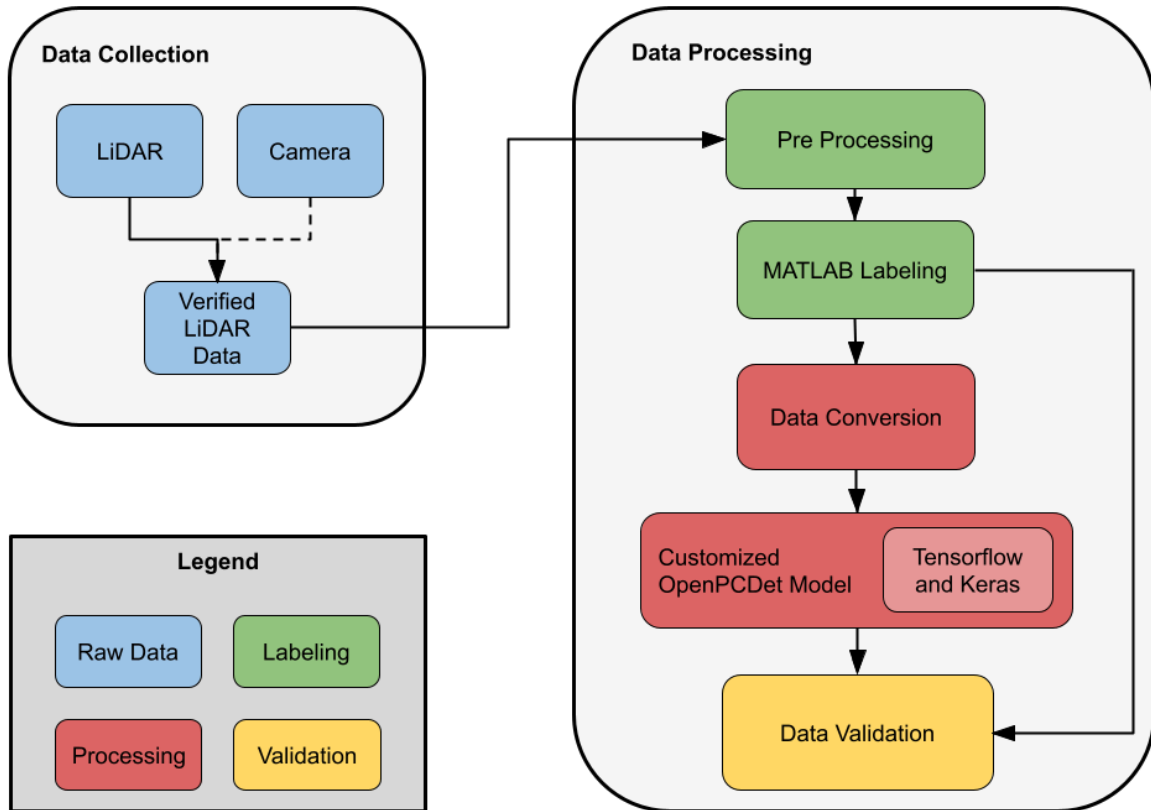 Data Collection
LiDAR
Camera
Verified
LiDAR
Data
Data Processing
Pre Processing
MATLAB Labeling
Data Conversion
Customized
OpenPCDet Model
Tensorflow
and Keras
Data Validation
Legend
Raw Data
Labeling
Processing
Validation